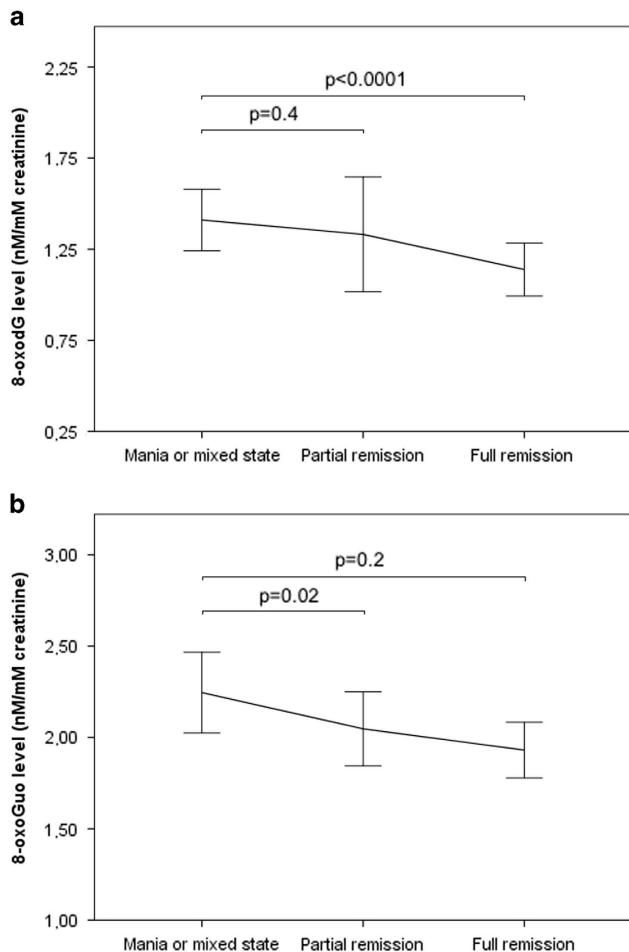 a
8-oxodG level (nM/mM creatinine)
2,25
1,75
1,25
0,75
0,25
p<0.0001
p=0.4
Mania or mixed state
Partial remission
Full remission
b
8-oxoGuo level (nM/mM creatinine)
3,00
2,50
2,00
1,50
1,00
p=0.2
p=0.02
Mania or mixed state
Partial remission
Full remission